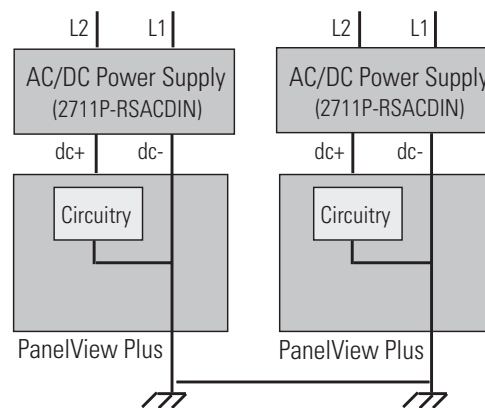 L2 L1 L2 L1
AC/DC Power Supply AC/DC Power Supply
(2711P-RSACDIN) (2711P-RSACDIN)
dc+ dc- dc+ dc-
Circuitry Circuitry
PanelView Plus PanelView Plus